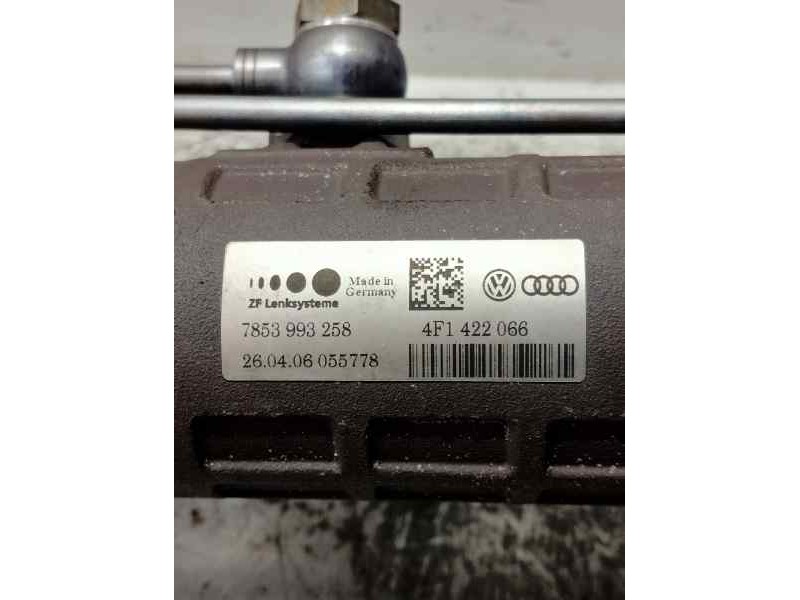 Made in
Germany
ZF Lenksysteme
7853 993 258
4F1 422 066
26.04.06 055778